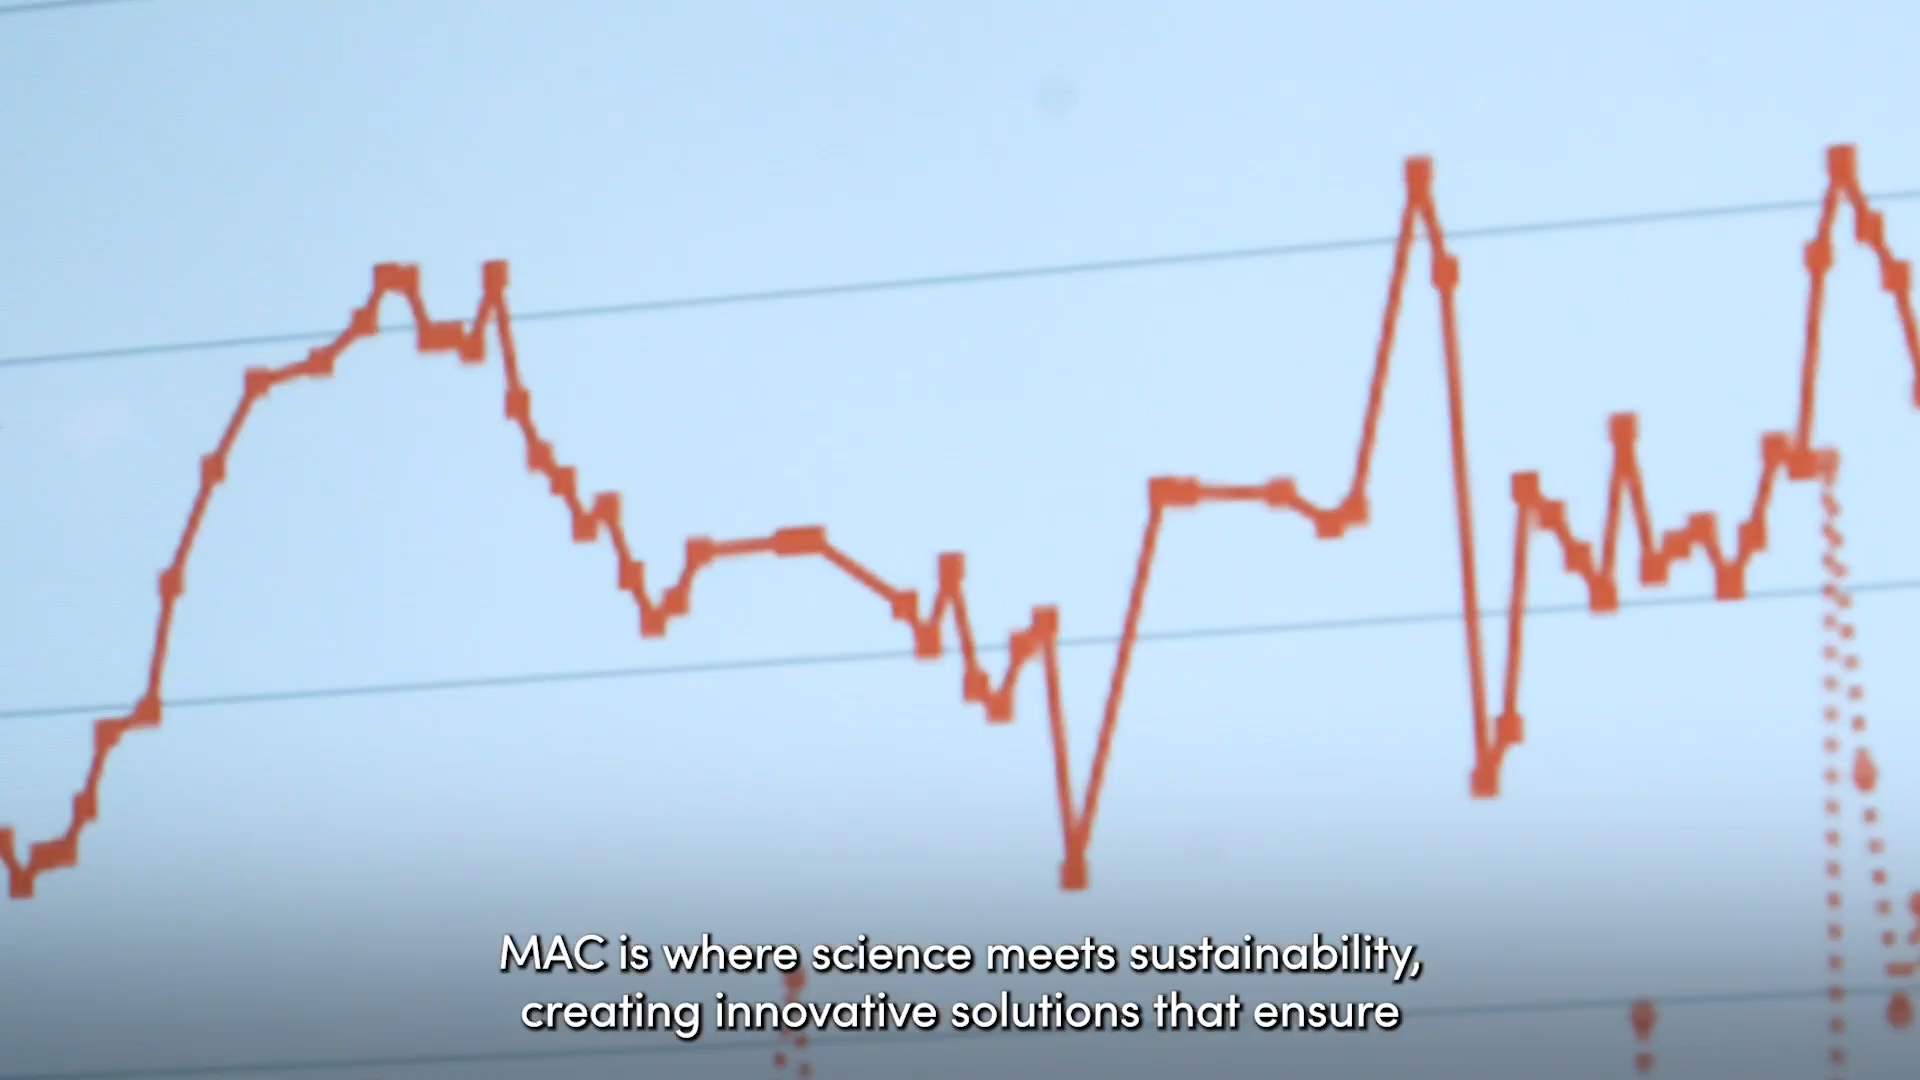 MAC is where science meets sustainability,
creating innovative solutions that ensure